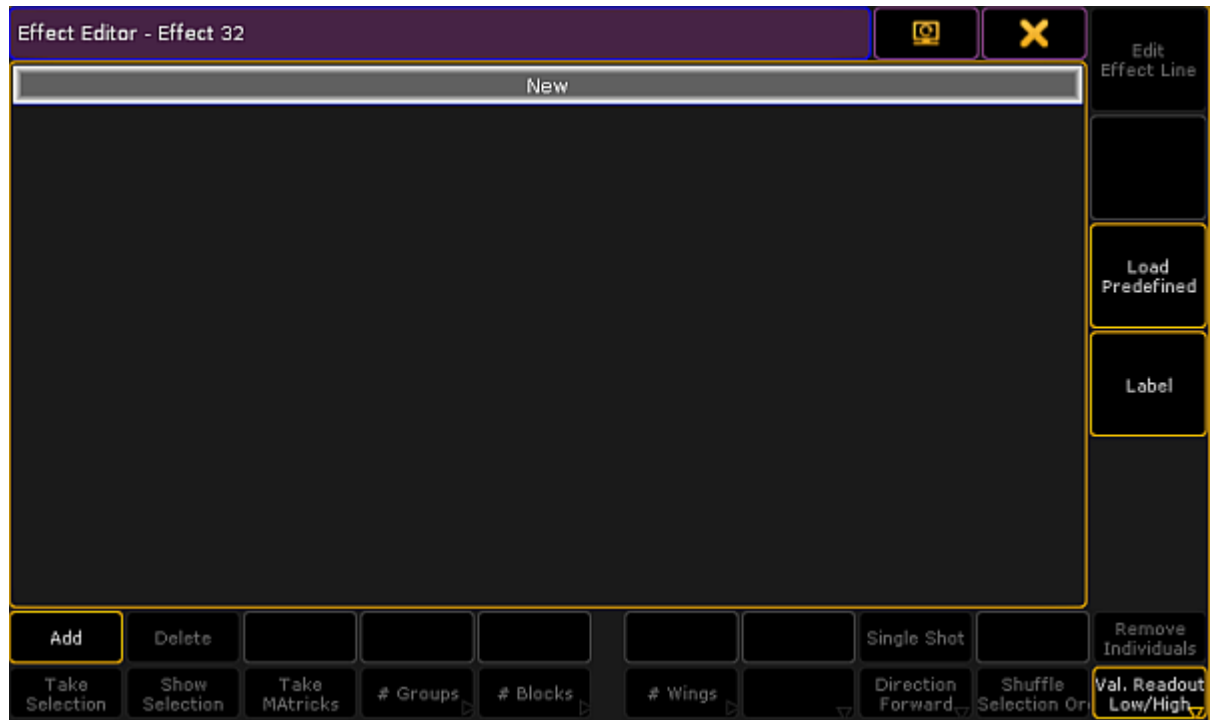 Effect Editor - Effect 32
Edit
Effect Line
New
Load
Predefined
Label
Add
Delete
Single Shot
Remove
Individuals
Take
Selection
Show
Selection
Take
MAtricks
# Groups
# Blocks
# Wings
Direction
Forward
Shuffle
Selection Or
Val. Readout
Low/High